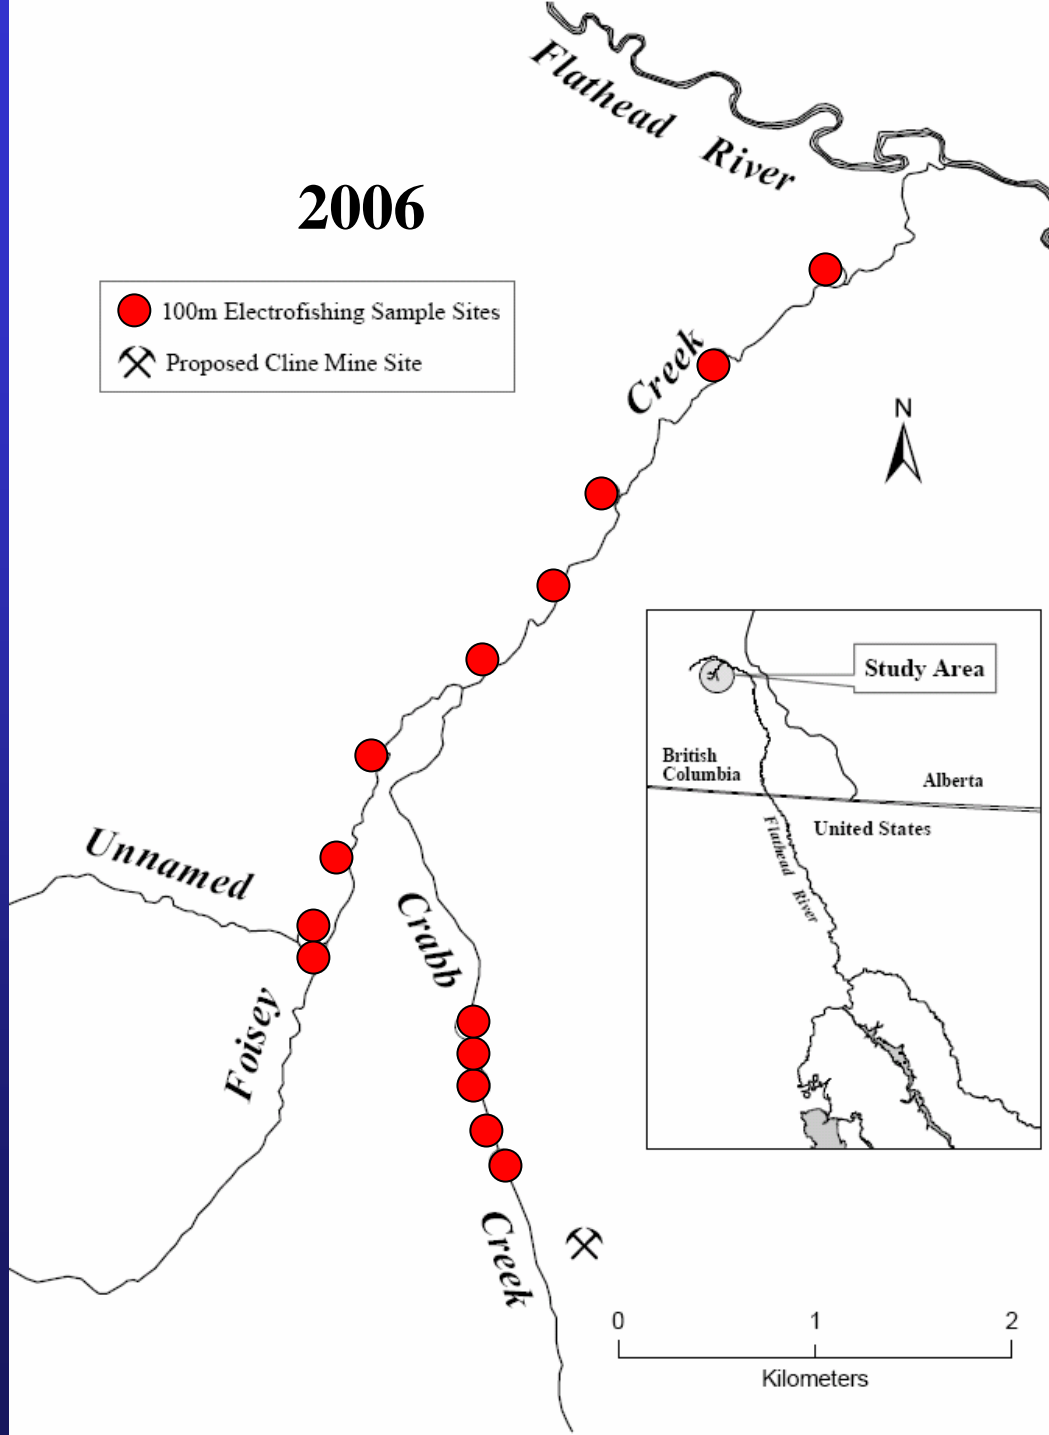 Flathead River
2006
100m Electrofishing Sample Sites
Proposed Cline Mine Site
Creek
N
Study Area
British
Columbia
Alberta
United States
Flathead River
Unnamed
Crabb
Foisey
Creek
0 1 2
Kilometers